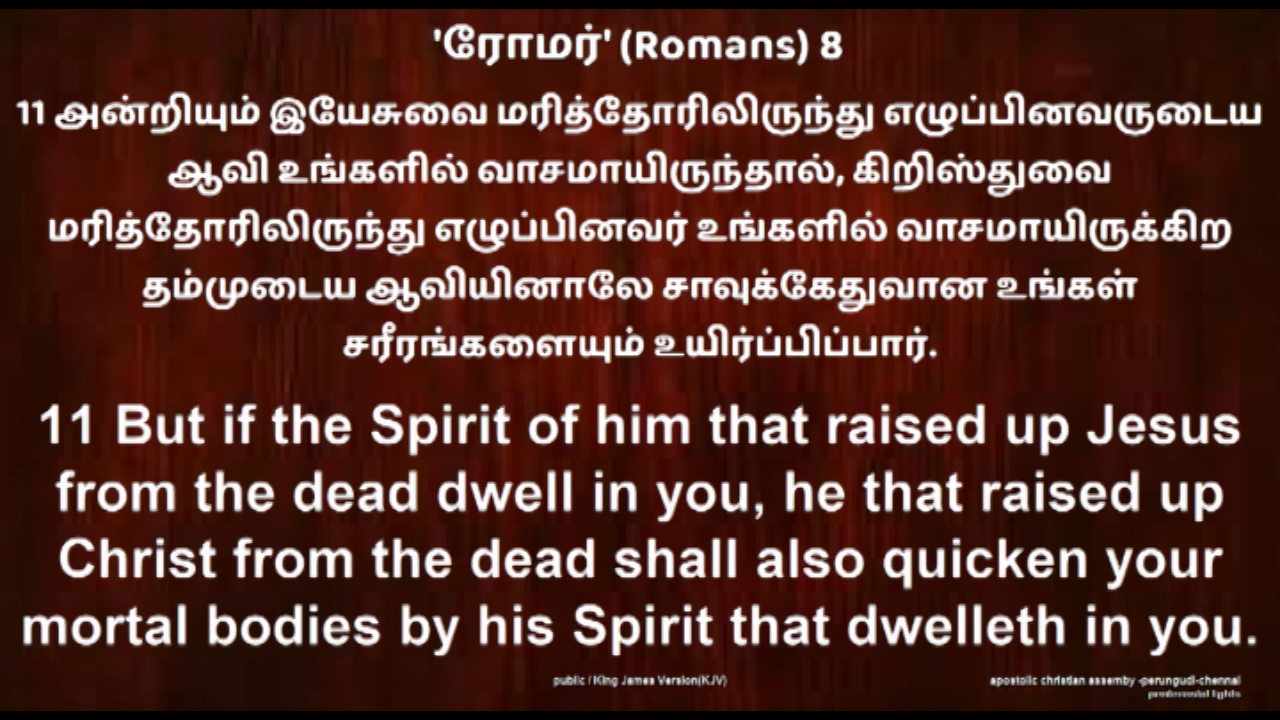 'ரோமர்' (Romans) 8
11 அன்றியும் இயேசுவை மரித்தோரிலிருந்து எழுப்பினவருடைய
ஆவி உங்களில் வாசமாயிருந்தால், கிறிஸ்துவை
மரித்தோரிலிருந்து எழுப்பினவர் உங்களில் வாசமாயிருக்கிற
தம்முடைய ஆவியினாலே சாவுக்கேதுவான உங்கள்
சரீரங்களையும் உயிர்ப்பிப்பார்.
11 But if the Spirit of him that raised up Jesus
from the dead dwell in you, he that raised up
Christ from the dead shall also quicken your
mortal bodies by his Spirit that dwelleth in you.
public / King James Version(KJV)
apostolic christian assemby -perungudi-chennai